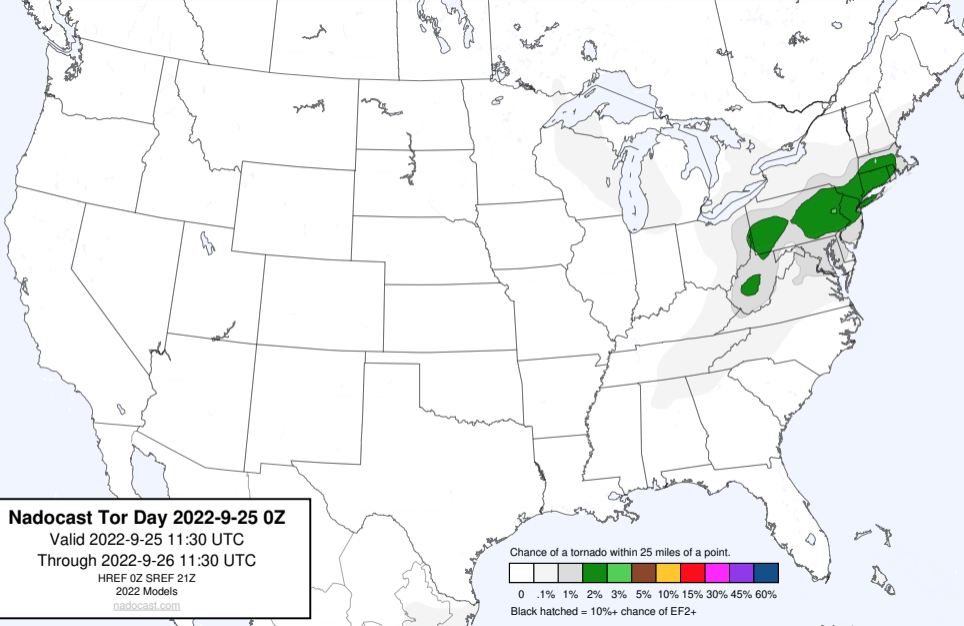 Nadocast Tor Day 2022-9-25 0Z
Valid 2022-9-25 11:30 UTC
Through 2022-9-26 11:30 UTC
HREF 0Z SREF 21Z
2022 Models
nadocast.com
Chance of a tornado within 25 miles of a point.
0 .1% 1% 2% 3% 5% 10% 15% 30% 45% 60%
Black hatched = 10%+ chance of EF2+